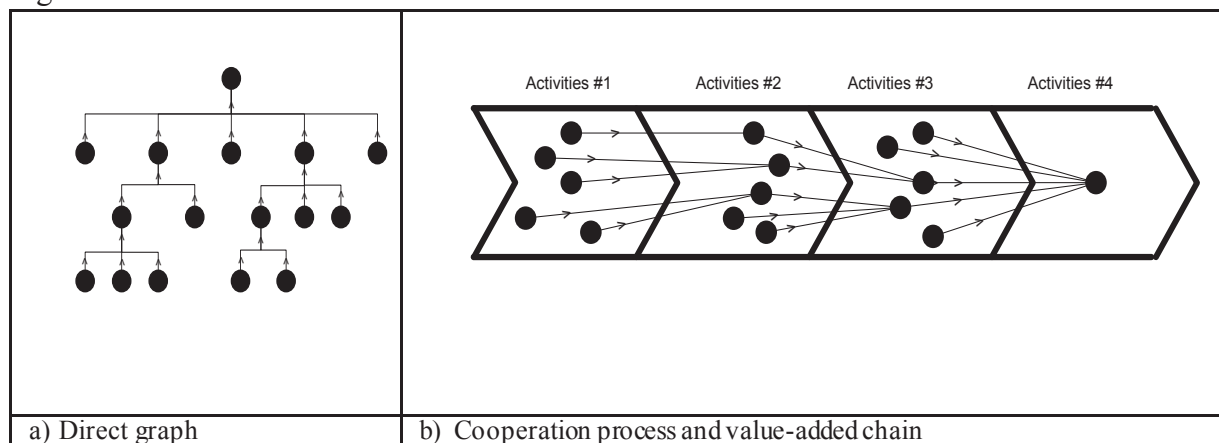 Activities #1 Activities #2 Activities #3 Activities #4
a) Direct graph
b) Cooperation process and value-added chain